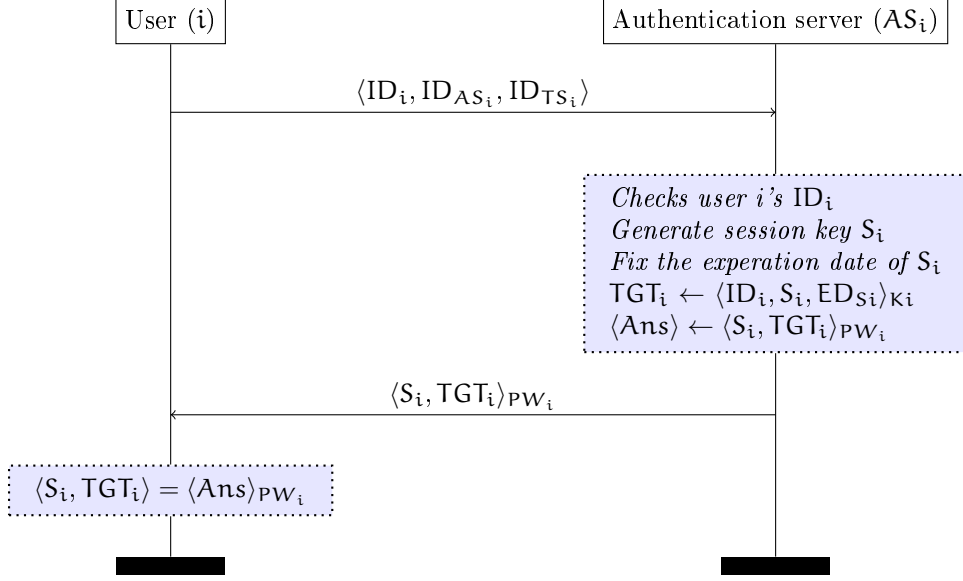 User (i)
Authentication server (AS_i)
⟨ID_i, ID_{AS_i}, ID_{TS_i}⟩
Checks user i's ID_i
Generate session key S_i
Fix the experation date of S_i
TGT_i ← ⟨ID_i, S_i, ED_{Si}⟩_{Ki}
⟨Ans⟩ ← ⟨S_i, TGT_i⟩_{PW_i}
⟨S_i, TGT_i⟩_{PW_i}
⟨S_i, TGT_i⟩ = ⟨Ans⟩_{PW_i}